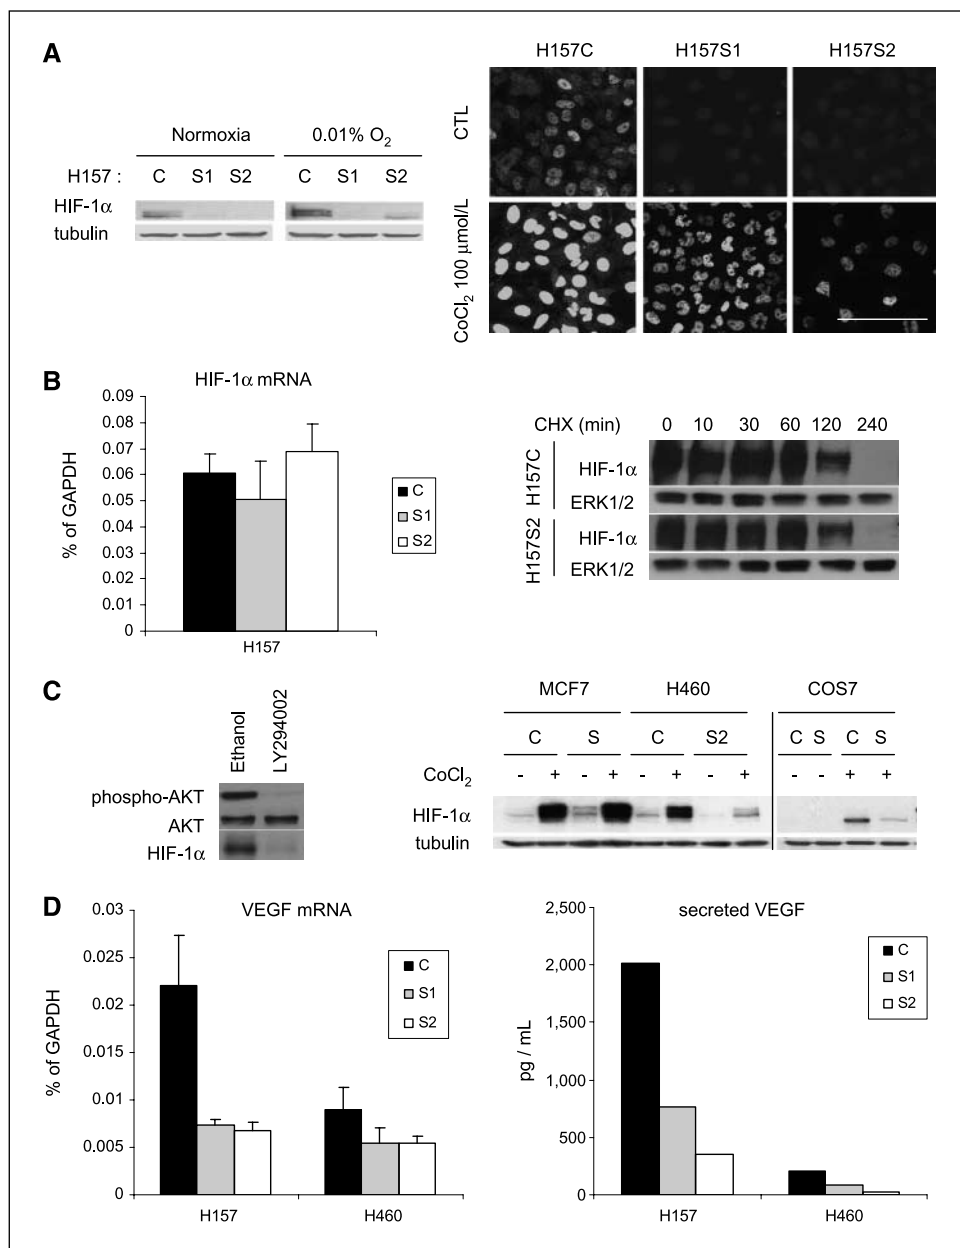 A
H157C H157S1 H157S2
CTL
CoCl2 100 μmol/L
Normoxia 0.01% O2
H157 : C S1 S2 C S1 S2
HIF-1α
tubulin
B
HIF-1α mRNA
0.09
0.08
0.07
0.06
0.05
0.04
0.03
0.02
0.01
0
% of GAPDH
H157
C
S1
S2
CHX (min) 0 10 30 60 120 240
H157C
HIF-1α
ERK1/2
H157S2
HIF-1α
ERK1/2
C
Ethanol
LY294002
phospho-AKT
AKT
HIF-1α
MCF7 H460 COS7
C S C S2 C S C S
CoCl2 - + - + - + - + - - + +
HIF-1α
tubulin
D
VEGF mRNA
0.03
0.025
0.02
0.015
0.01
0.005
0
% of GAPDH
H157 H460
C
S1
S2
secreted VEGF
2,500
2,000
1,500
1,000
500
0
pg / mL
H157 H460
C
S1
S2